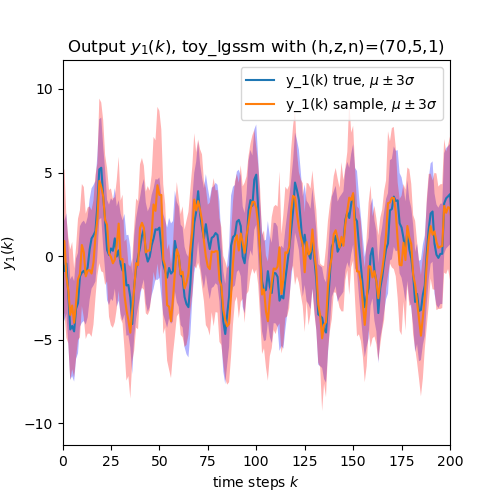 Output y₁(k), toy_lgssm with (h,z,n)=(70,5,1)
y_1(k) true, μ ± 3σ
y_1(k) sample, μ ± 3σ
10
5
0
−5
−10
y₁(k)
0
25
50
75
100
125
150
175
200
time steps k